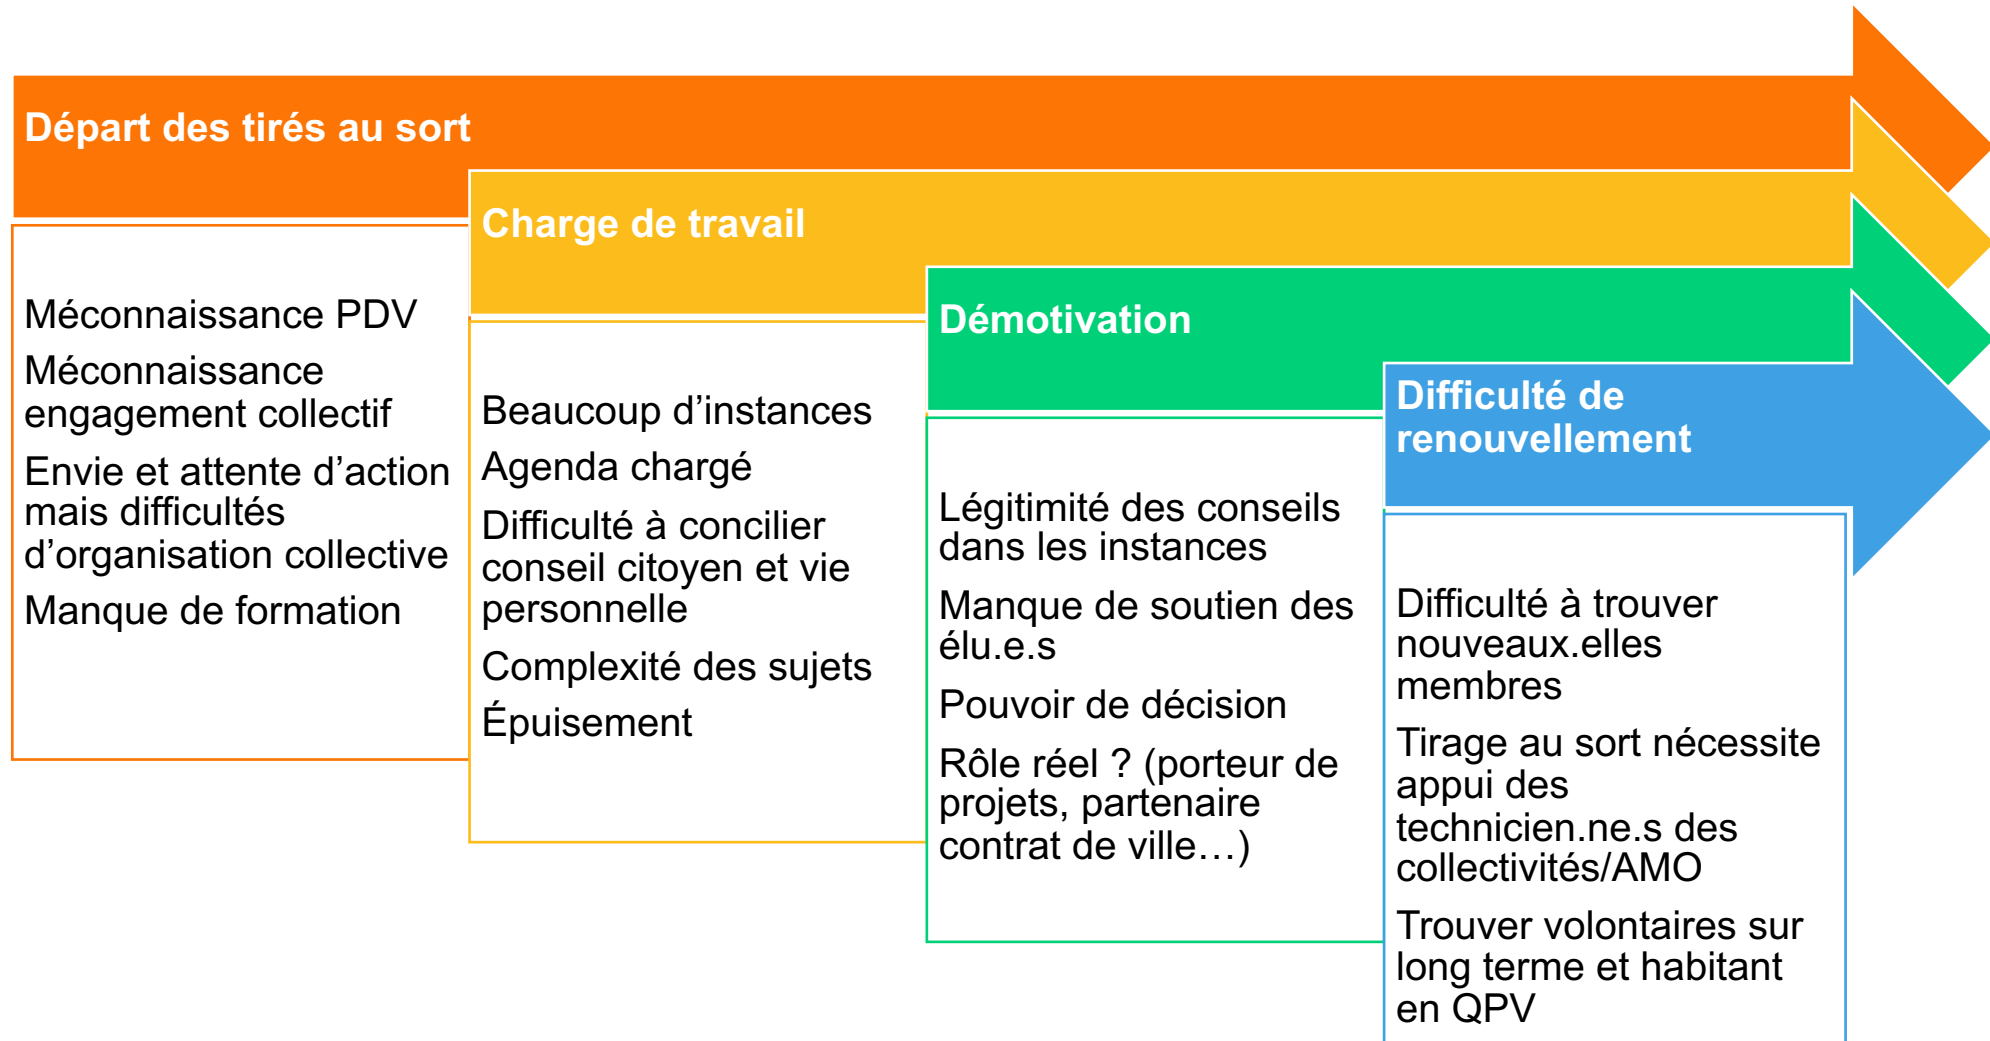 Départ des tirés au sort
Méconnaissance PDV
Méconnaissance
engagement collectif
Envie et attente d’action
mais difficultés
d’organisation collective
Manque de formation
Charge de travail
Beaucoup d’instances
Agenda chargé
Difficulté à concilier
conseil citoyen et vie
personnelle
Complexité des sujets
Épuisement
Démotivation
Légitimité des conseils
dans les instances
Manque de soutien des
élu.e.s
Pouvoir de décision
Rôle réel ? (porteur de
projets, partenaire
contrat de ville…)
Difficulté de
renouvellement
Difficulté à trouver
nouveaux.elles
membres
Tirage au sort nécessite
appui des
technicien.ne.s des
collectivités/AMO
Trouver volontaires sur
long terme et habitant
en QPV